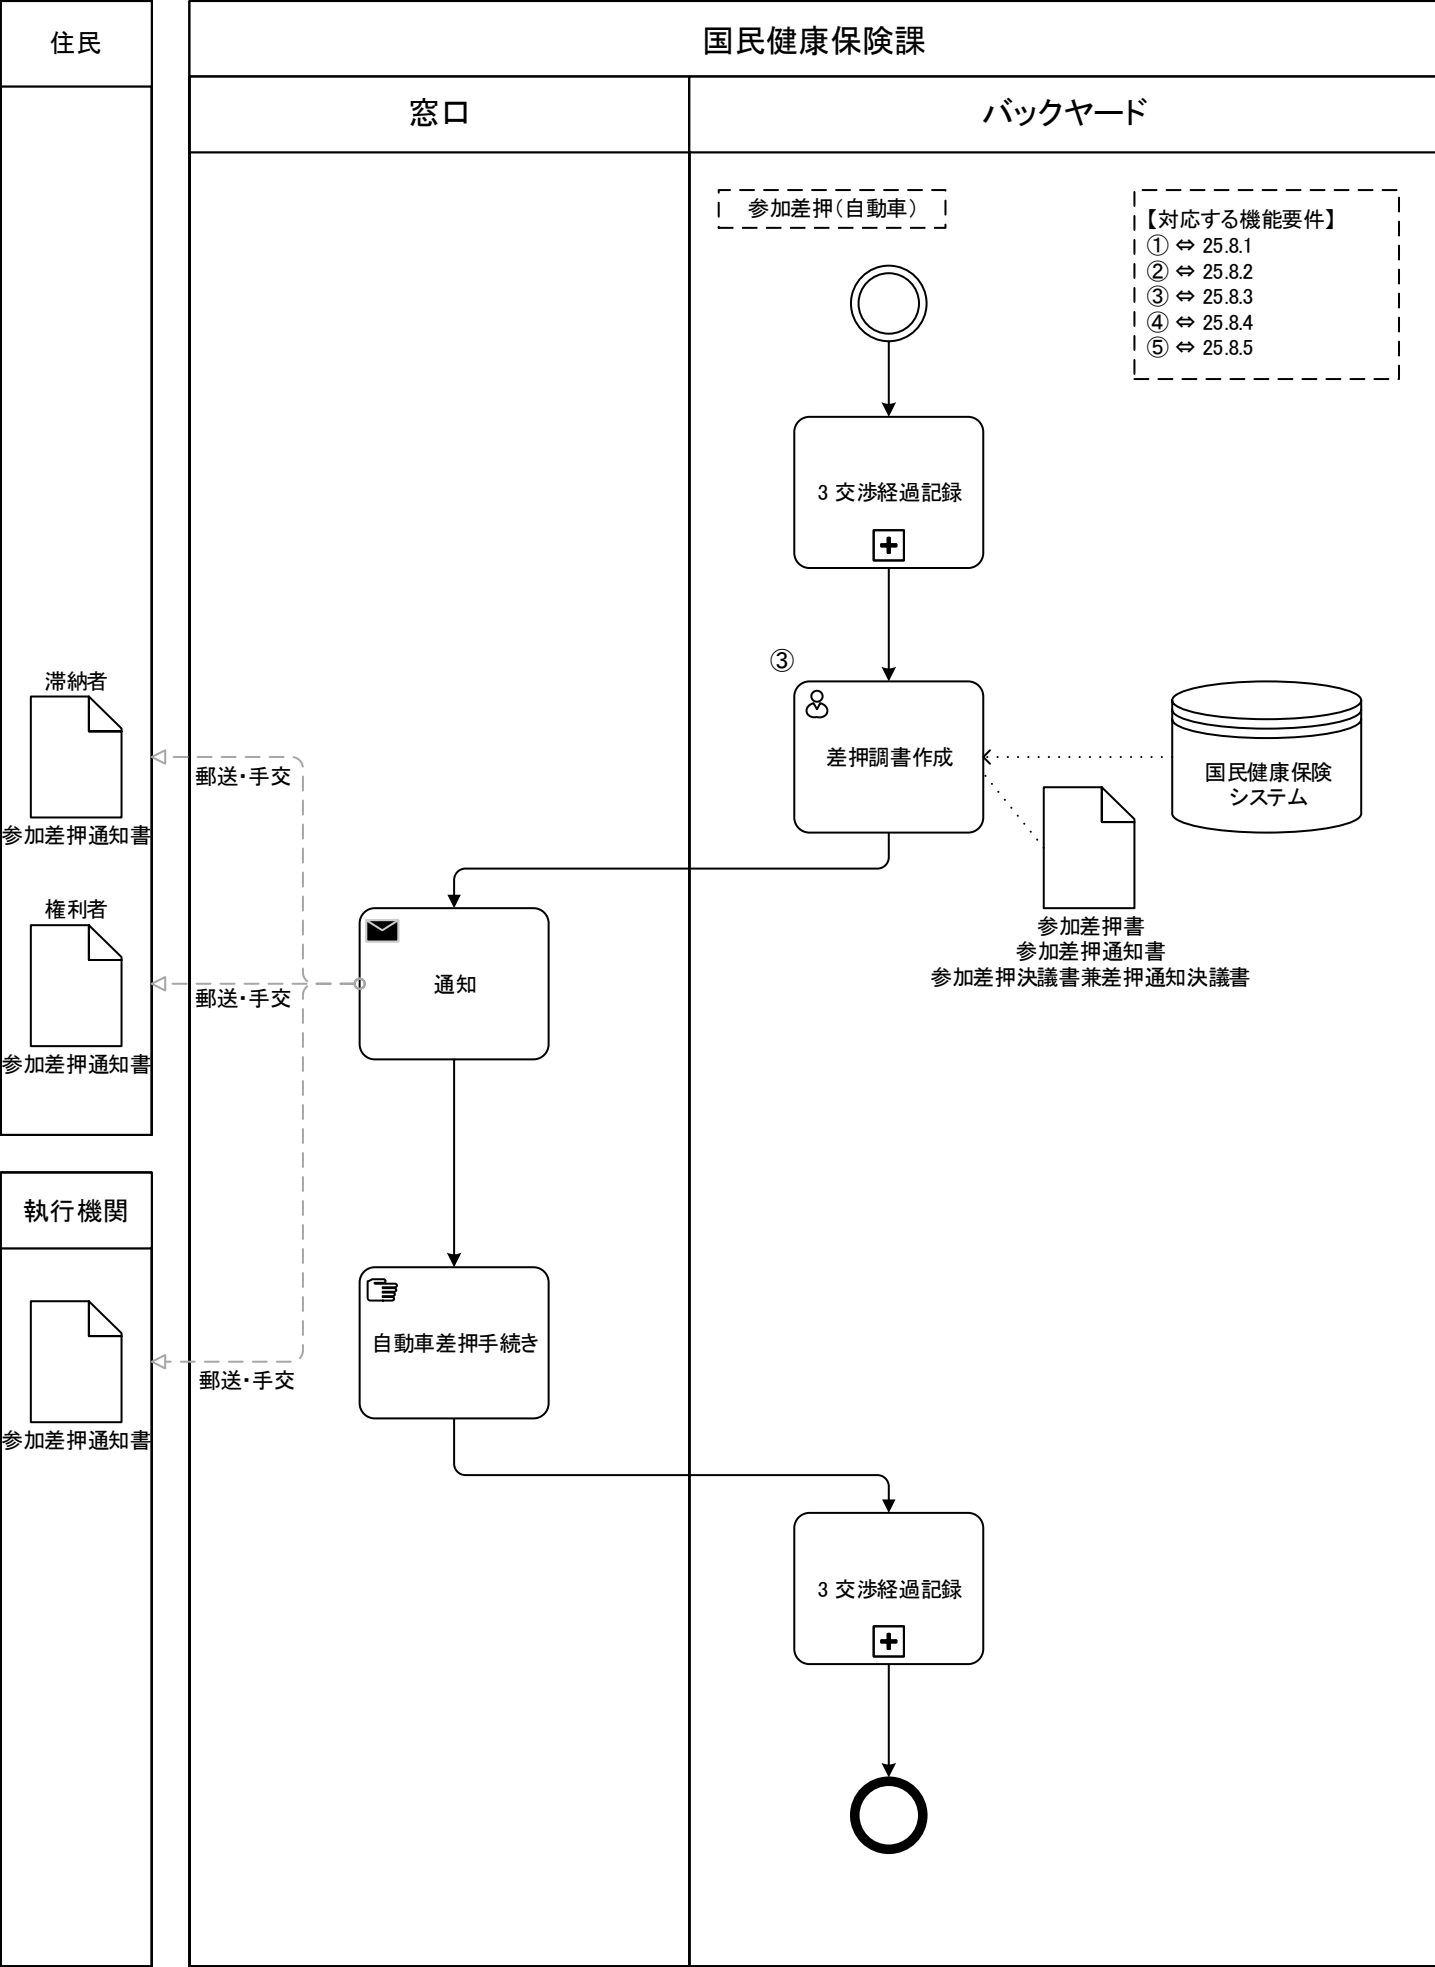 住民
国民健康保険課
窓口
バックヤード
参加差押(自動車)
【対応する機能要件】
① ⇔ 25.8.1
② ⇔ 25.8.2
③ ⇔ 25.8.3
④ ⇔ 25.8.4
⑤ ⇔ 25.8.5
3 交渉経過記録
③
差押調書作成
国民健康保険
システム
参加差押書
参加差押通知書
参加差押決議書兼差押通知決議書
滞納者
参加差押通知書
郵送・手交
権利者
参加差押通知書
郵送・手交
通知
執行機関
参加差押通知書
郵送・手交
自動車差押手続き
3 交渉経過記録